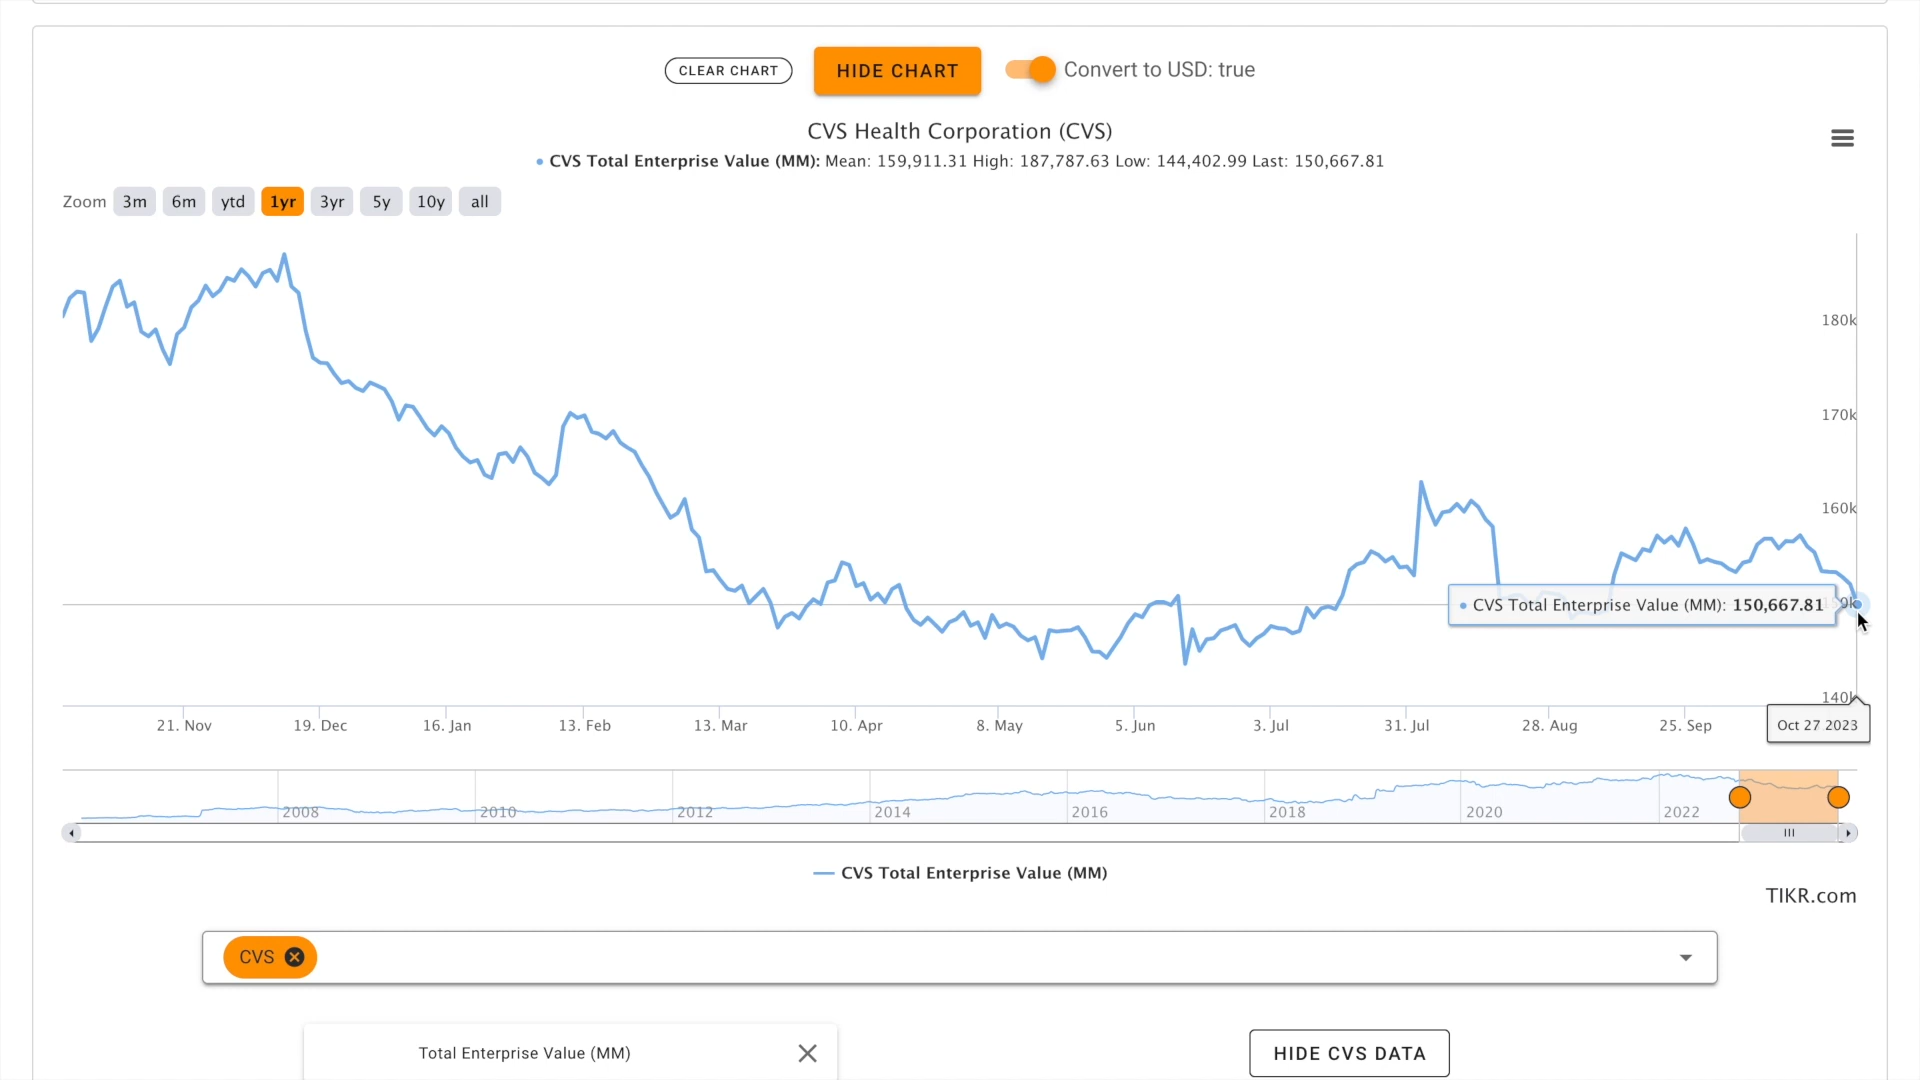 CLEAR CHART
HIDE CHART
Convert to USD: true
CVS Health Corporation (CVS)
CVS Total Enterprise Value (MM): Mean: 159,911.31 High: 187,787.63 Low: 144,402.99 Last: 150,667.81
Zoom 3m 6m ytd 1yr 3yr 5y 10y all
180k
170k
160k
CVS Total Enterprise Value (MM): 150,667.81
140k
21. Nov 19. Dec 16. Jan 13. Feb 13. Mar 10. Apr 8. May 5. Jun 3. Jul 31. Jul 28. Aug 25. Sep Oct 27 2023
2008 2010 2012 2014 2016 2018 2020 2022
CVS Total Enterprise Value (MM)
TIKR.com
CVS
Total Enterprise Value (MM)
HIDE CVS DATA